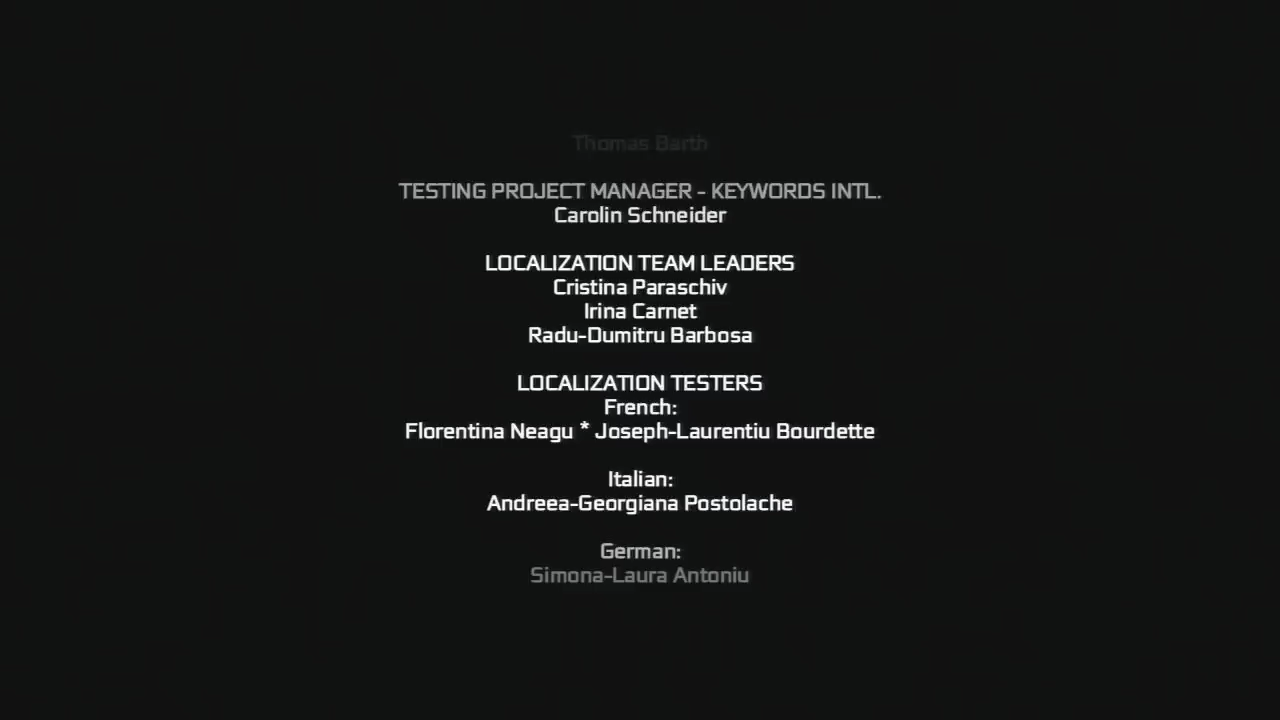 Thomas Barth
TESTING PROJECT MANAGER - KEYWORDS INTL.
Carolin Schneider
LOCALIZATION TEAM LEADERS
Cristina Paraschiv
Irina Carnet
Radu-Dumitru Barbosa
LOCALIZATION TESTERS
French:
Florentina Neagu * Joseph-Laurentiu Bourdette
Italian:
Andreea-Georgiana Postolache
German:
Simona-Laura Antoniu